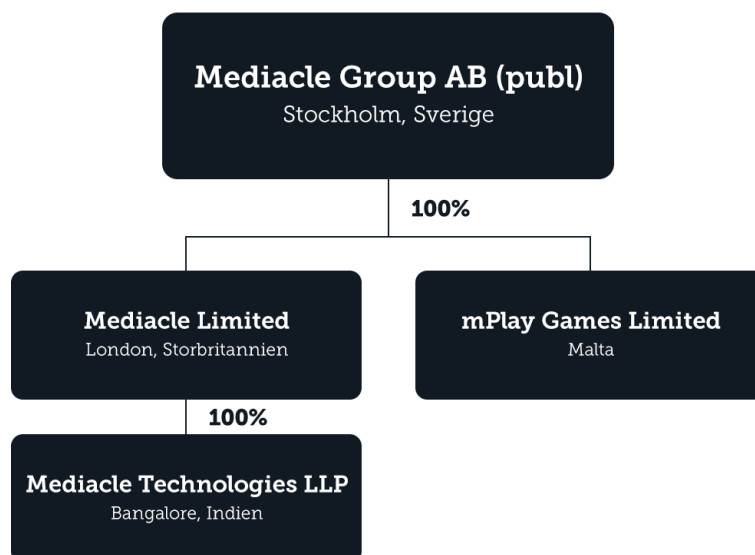 Mediacle Group AB (publ)
Stockholm, Sverige
100%
Mediacle Limited
London, Storbritannien
mPlay Games Limited
Malta
100%
Mediacle Technologies LLP
Bangalore, Indien